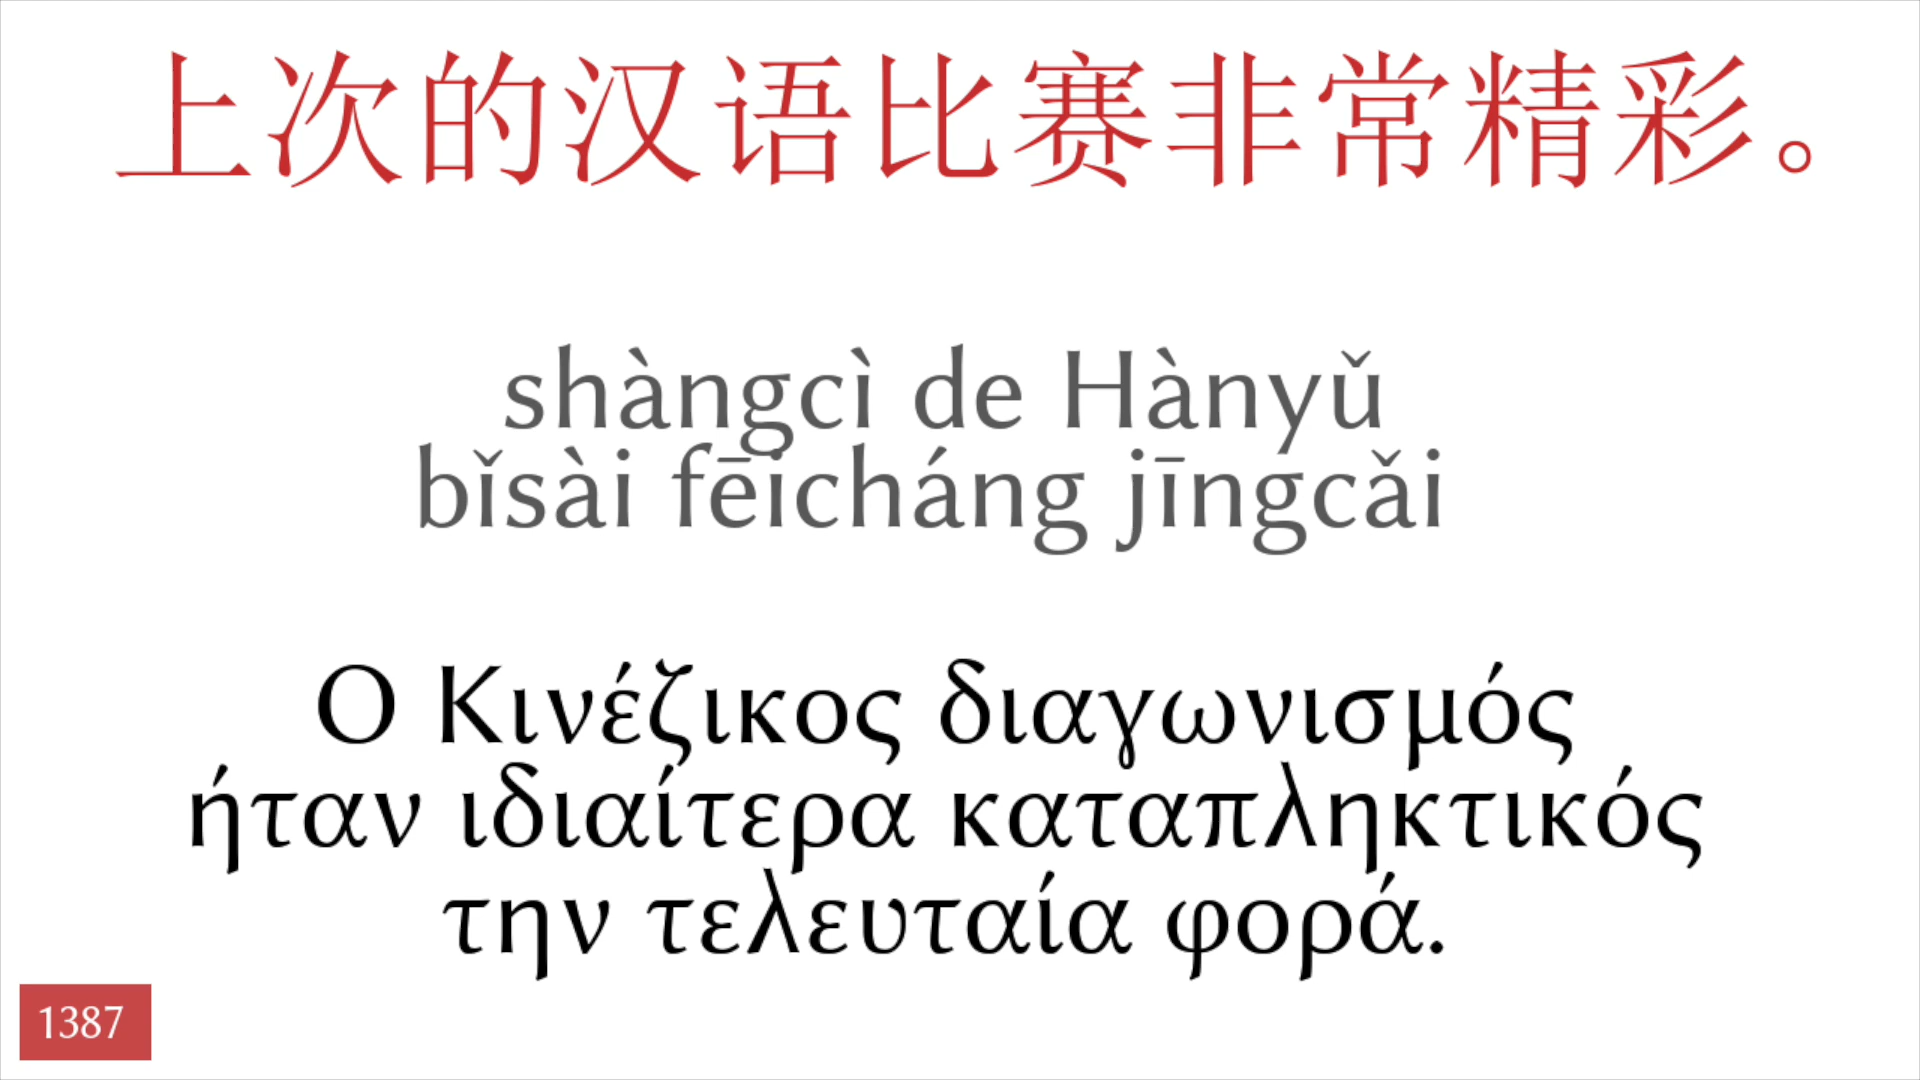 上次的汉语比赛非常精彩。
shàngcì de Hànyǔ
bǐsài fēicháng jīngcǎi
Ο Κινέζικος διαγωνισμός
ήταν ιδιαίτερα καταπληκτικός
την τελευταία φορά.
1387